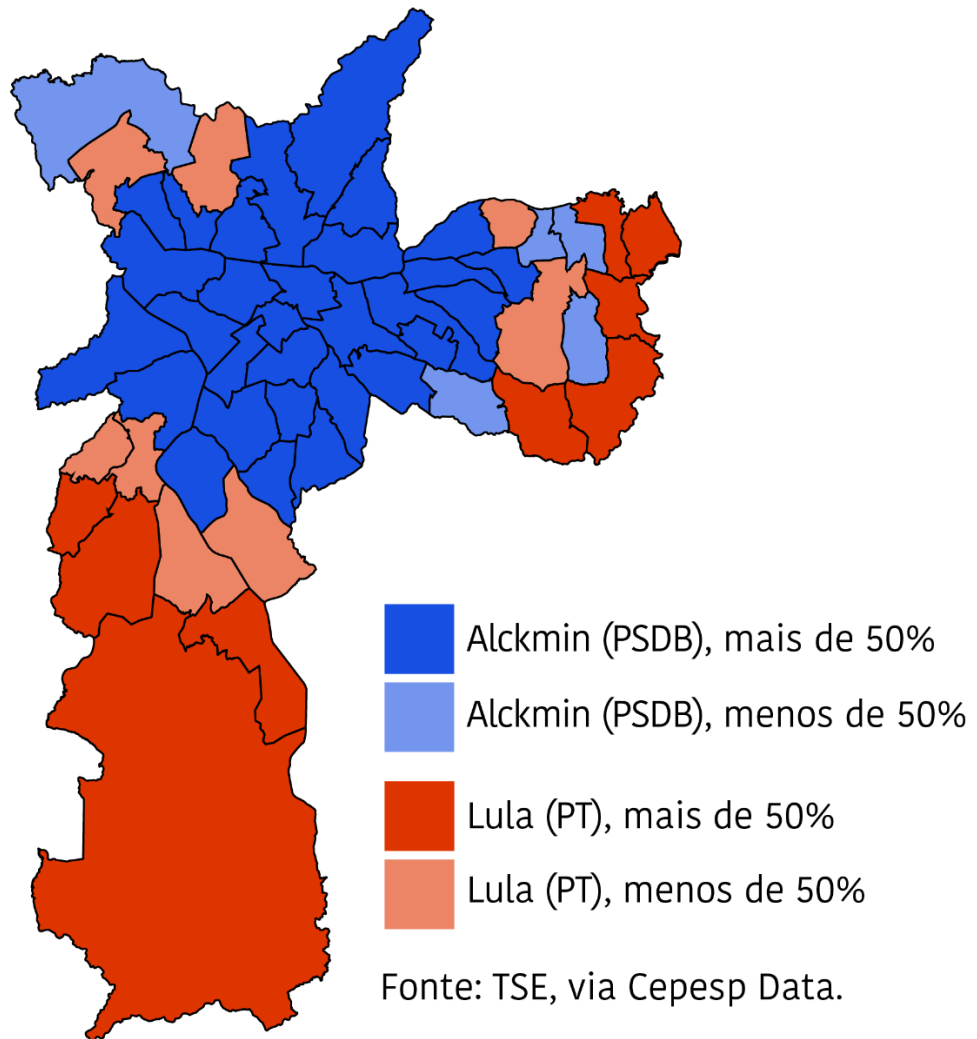 Alckmin (PSDB), mais de 50%
Alckmin (PSDB), menos de 50%
Lula (PT), mais de 50%
Lula (PT), menos de 50%
Fonte: TSE, via Cepesp Data.